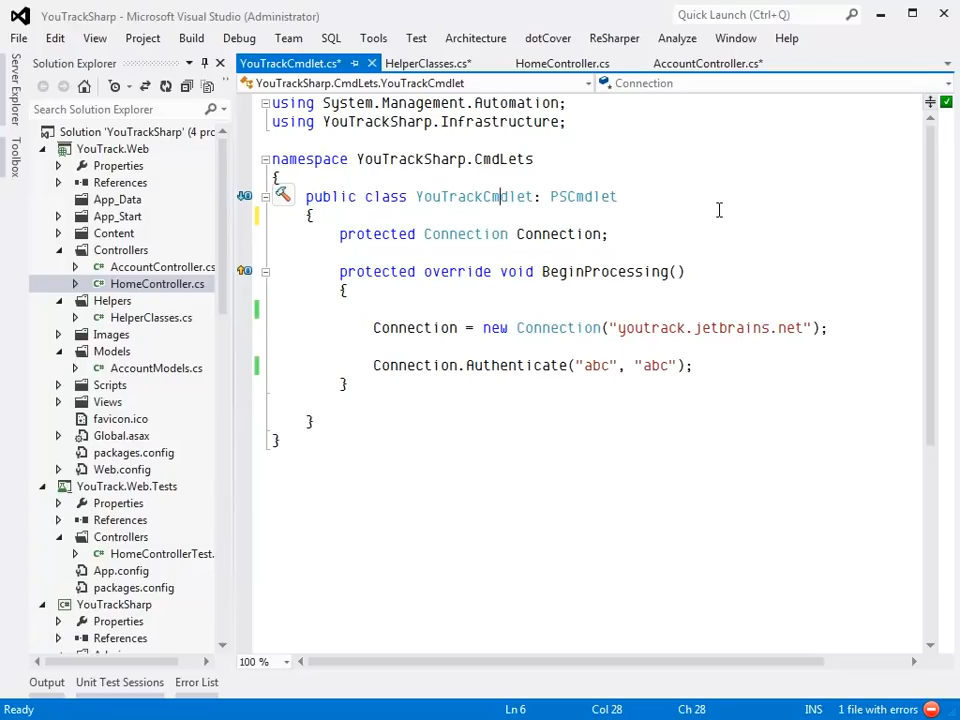 YouTrackSharp - Microsoft Visual Studio (Administrator)
Quick Launch (Ctrl+Q)
File Edit View Project Build Debug Team SQL Tools Test Architecture dotCover ReSharper Analyze Window Help
Server Explorer
Toolbox
Solution Explorer
Search Solution Explorer
Solution 'YouTrackSharp' (4 pro
YouTrack.Web
Properties
References
App_Data
App_Start
Content
Controllers
AccountController.cs
HomeController.cs
Helpers
HelperClasses.cs
Images
Models
AccountModels.cs
Scripts
Views
favicon.ico
Global.asax
packages.config
Web.config
YouTrack.Web.Tests
Properties
References
Controllers
HomeControllerTest.
App.config
packages.config
YouTrackSharp
Properties
References
YouTrackCmdlet.cs* HelperClasses.cs* HomeController.cs AccountController.cs*
YouTrackSharp.CmdLets.YouTrackCmdlet Connection
using System.Management.Automation;
using YouTrackSharp.Infrastructure;
namespace YouTrackSharp.CmdLets
{
public class YouTrackCmdlet: PSCmdlet
{
protected Connection Connection;
protected override void BeginProcessing()
{
Connection = new Connection("youtrack.jetbrains.net");
Connection.Authenticate("abc", "abc");
}
}
}
100 %
Output Unit Test Sessions Error List
Ready Ln 6 Col 28 Ch 28 INS 1 file with errors